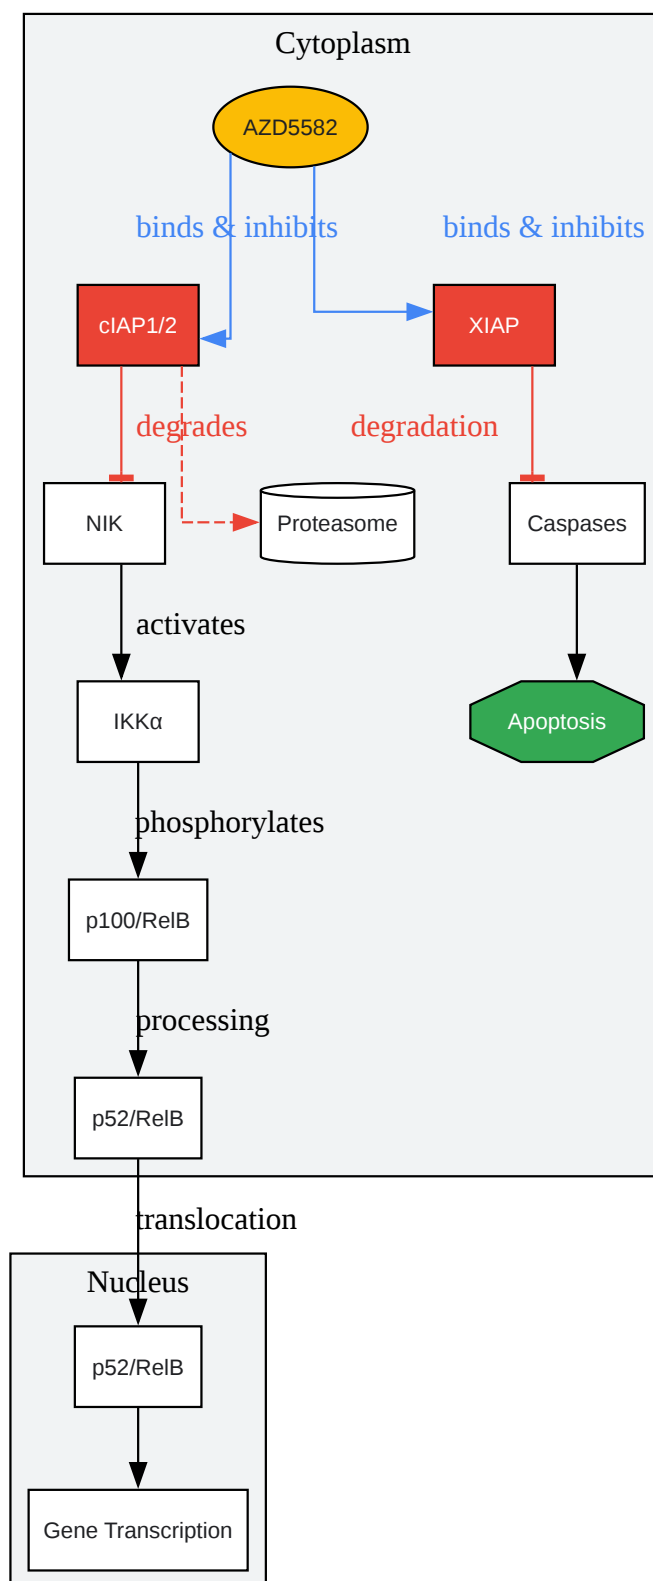 Cytoplasm
AZD5582
binds & inhibits
binds & inhibits
cIAP1/2
XIAP
degrades
degradation
NIK
Proteasome
Caspases
activates
IKKα
Apoptosis
phosphorylates
p100/RelB
processing
p52/RelB
translocation
Nucleus
p52/RelB
Gene Transcription